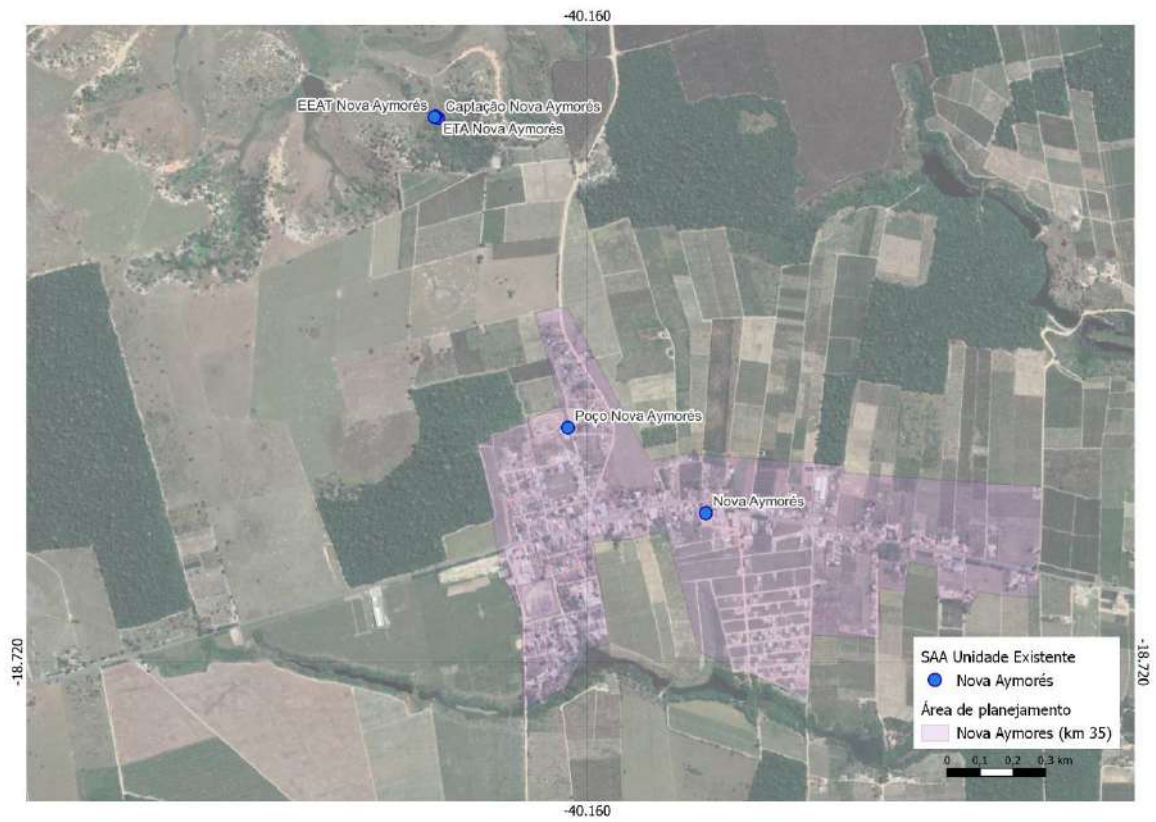 -40.160
EEAT Nova Aymorés
Captação Nova Aymorés
ETA Nova Aymorés
Poço Nova Aymorés
Nova Aymorés
-18.720
-18.720
SAA Unidade Existente
Nova Aymorés
Área de planejamento
Nova Aymores (km 35)
0 0,1 0,2 0,3 km
-40.160